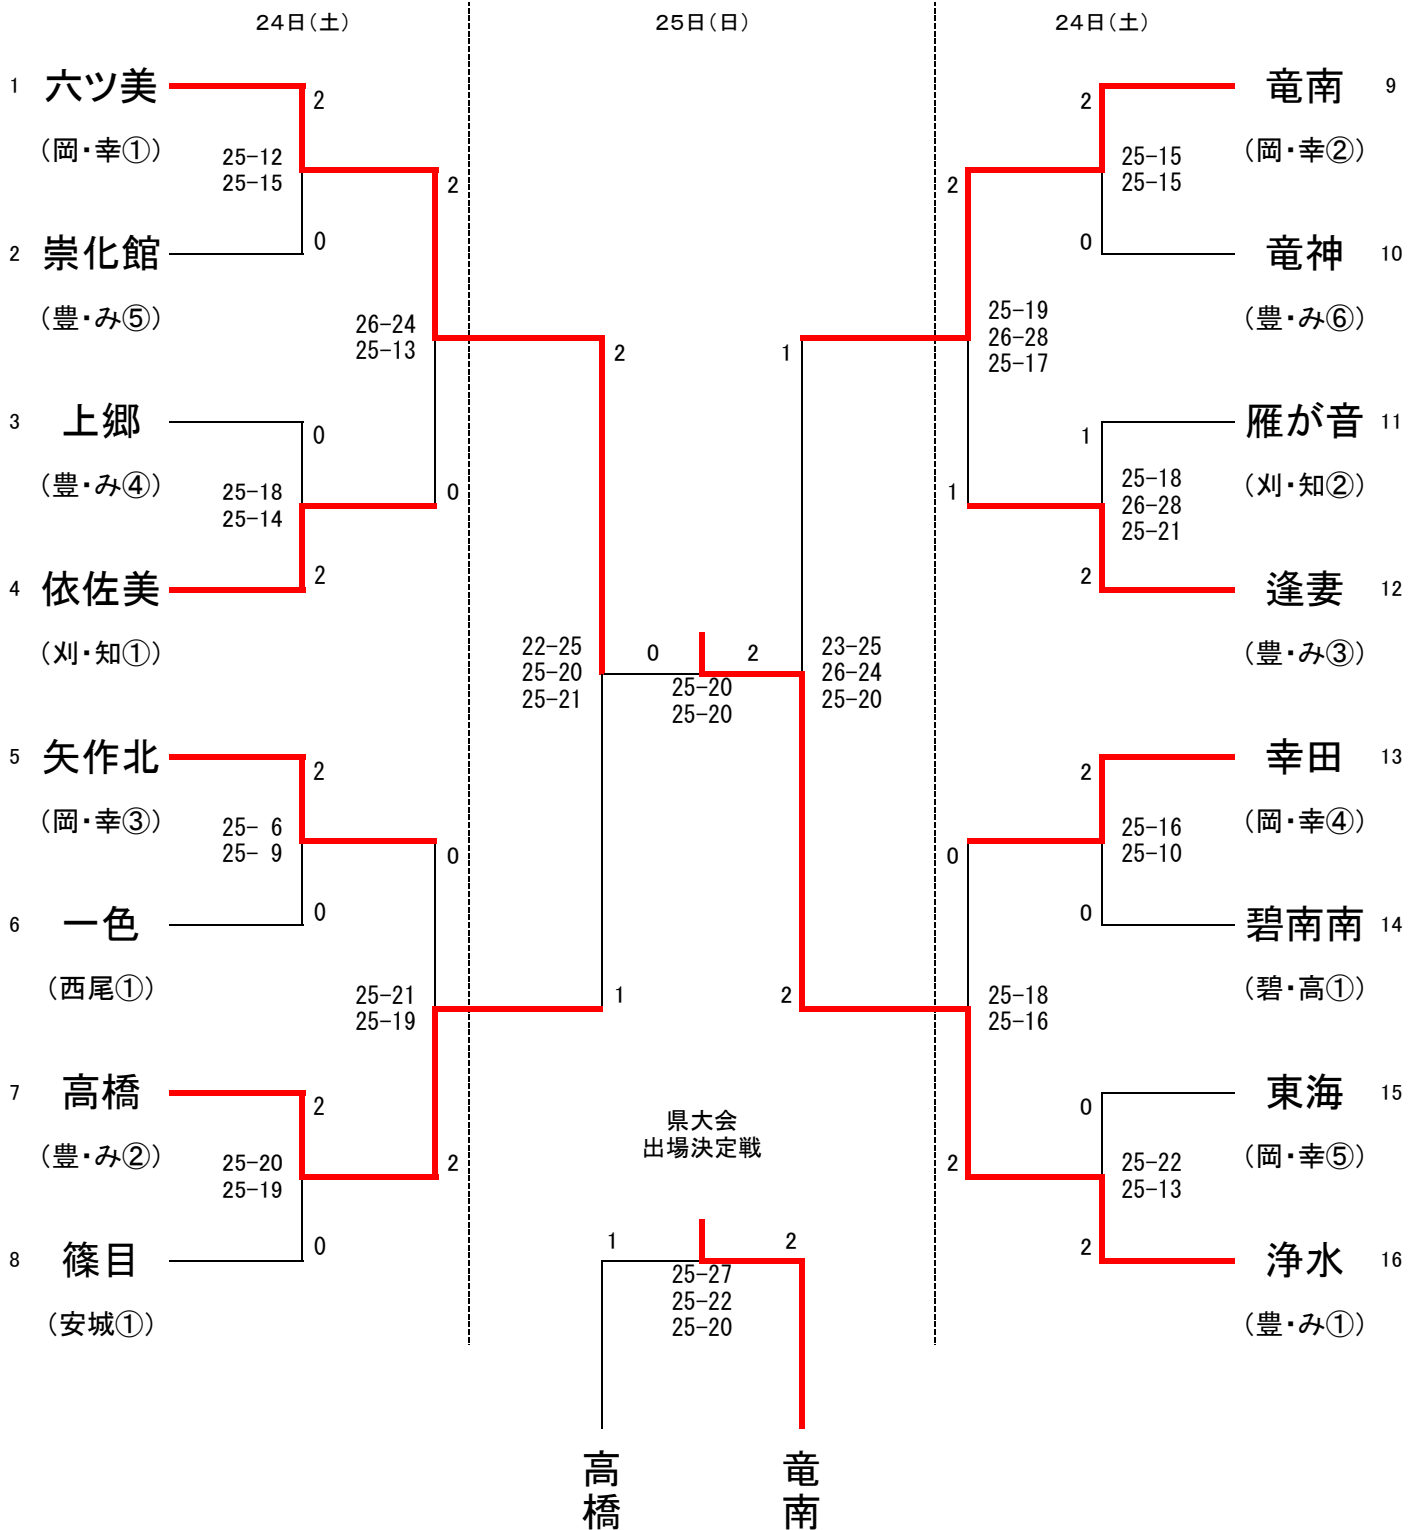 24日（土）
25日（日）
24日（土）
1 六ツ美
（岡・幸①）
2
25-12
25-15
2
0
2 崇化館
（豊・み⑤）
26-24
25-13
3 上郷
（豊・み④）
0
25-18
25-14
0
2
4 依佐美
（刈・知①）
2
22-25
25-20
25-21
5 矢作北
（岡・幸③）
2
25- 6
25- 9
0
0
6 一色
（西尾①）
25-21
25-19
1
7 高橋
（豊・み②）
2
25-20
25-19
2
0
8 篠目
（安城①）
0 2
25-20
25-20
県大会
出場決定戦
1 2
25-27
25-22
25-20
高橋
竜南
竜南 9
（岡・幸②）
2
25-15
25-15
2
0
竜神 10
（豊・み⑥）
25-19
26-28
25-17
1
雁が音 11
（刈・知②）
1
25-18
26-28
25-21
1
2
逢妻 12
（豊・み③）
23-25
26-24
25-20
幸田 13
（岡・幸④）
2
25-16
25-10
0
0
碧南南 14
（碧・高①）
25-18
25-16
2
東海 15
（岡・幸⑤）
0
25-22
25-13
2
2
浄水 16
（豊・み①）